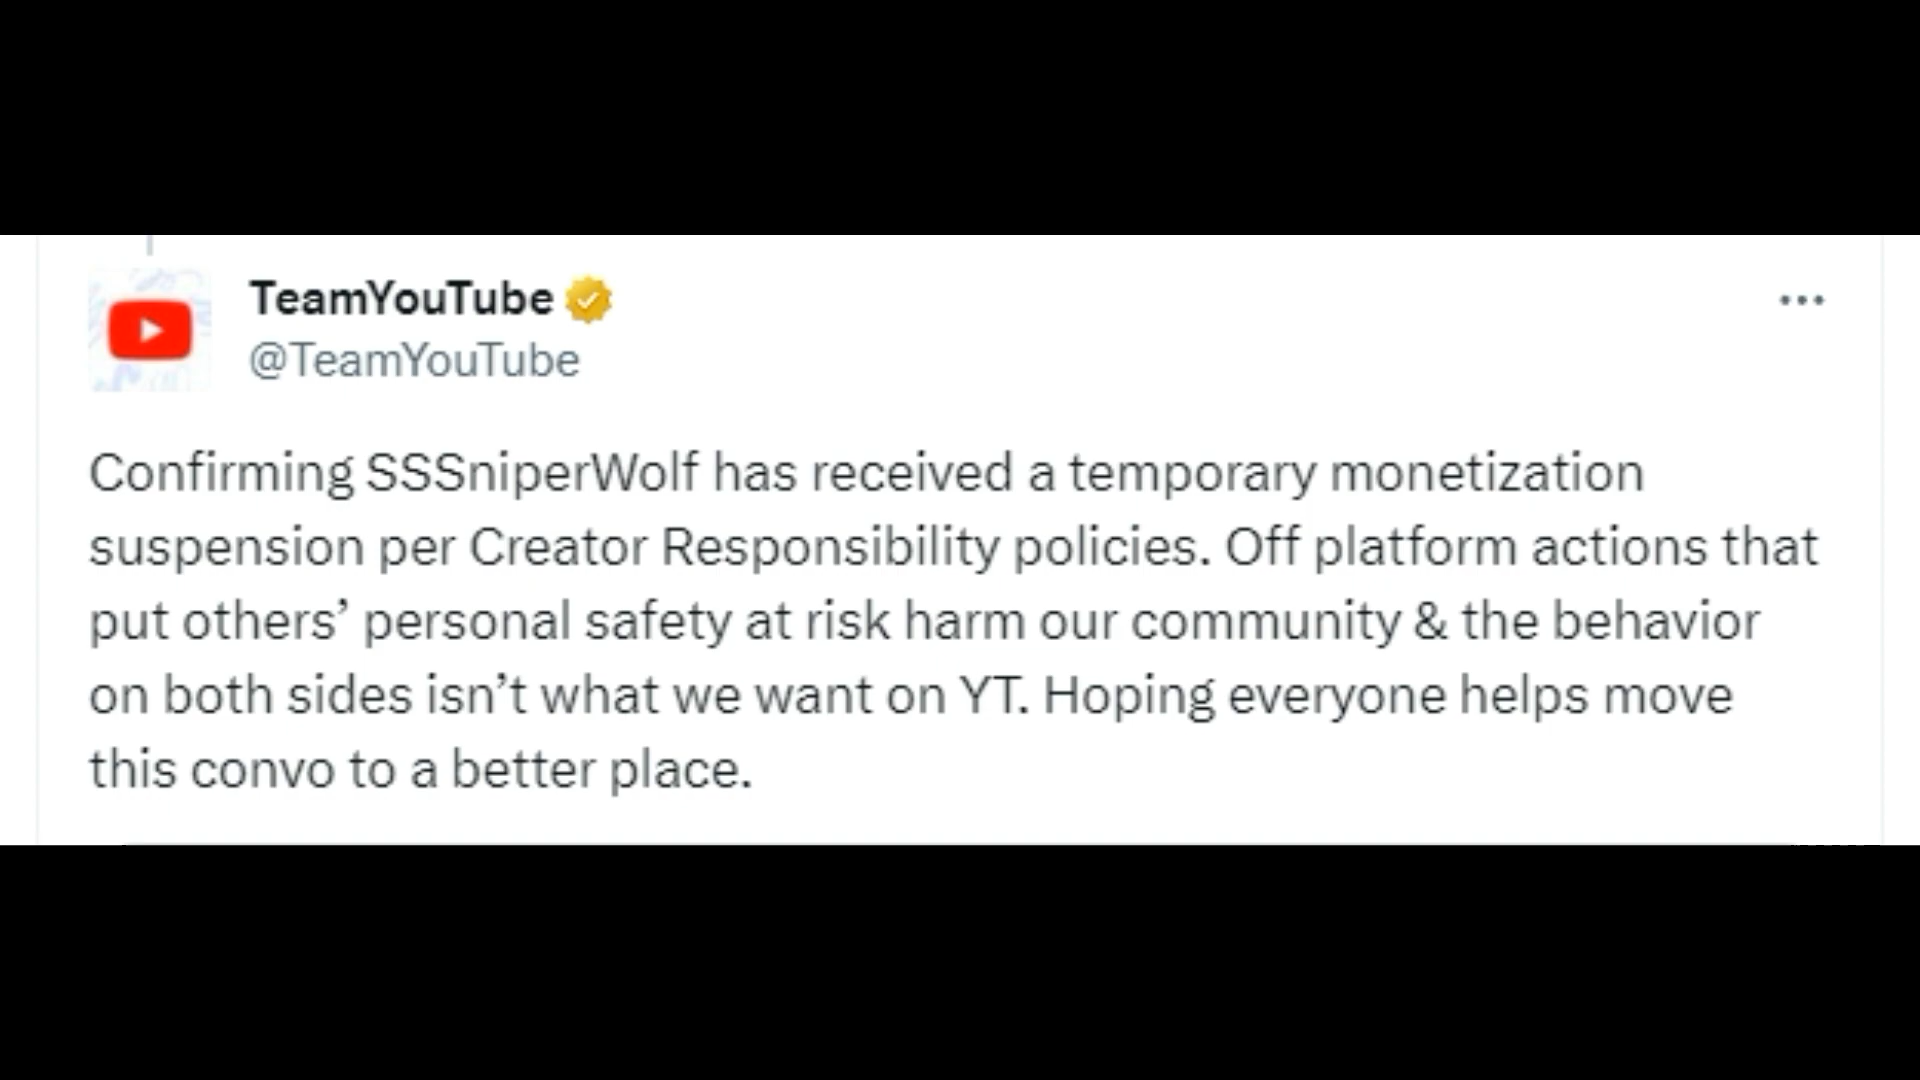 TeamYouTube
@TeamYouTube
Confirming SSSniperWolf has received a temporary monetization
suspension per Creator Responsibility policies. Off platform actions that
put others’ personal safety at risk harm our community & the behavior
on both sides isn’t what we want on YT. Hoping everyone helps move
this convo to a better place.